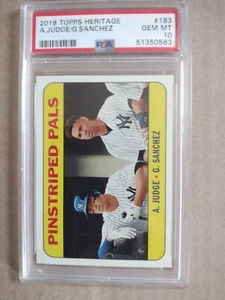 2018 TOPPS HERITAGE #183
A.JUDGE/G.SANCHEZ GEM MT
10
PSA 51350583
PINSTRIPED PALS
A. JUDGE • G. SANCHEZ